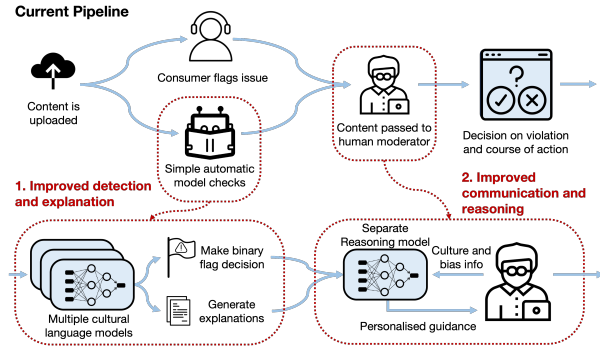 Current Pipeline
Consumer flags issue
Content is
uploaded
Simple automatic
model checks
Content passed to
human moderator
?
Decision on violation
and course of action
1. Improved detection
and explanation
2. Improved
communication and
reasoning
Multiple cultural
language models
Make binary
flag decision
Generate
explanations
Separate
Reasoning model
Culture and
bias info
Personalised guidance